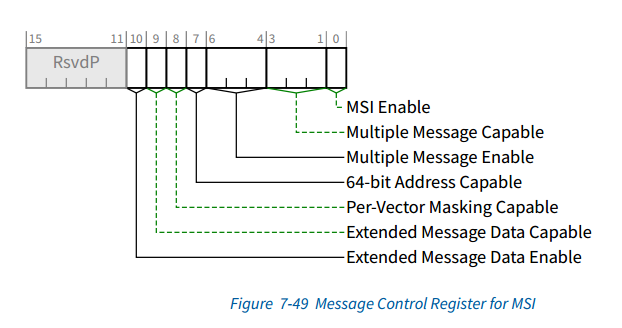 15 11 10 9 8 7 6 4 3 1 0
RsvdP
MSI Enable
Multiple Message Capable
Multiple Message Enable
64-bit Address Capable
Per-Vector Masking Capable
Extended Message Data Capable
Extended Message Data Enable
Figure 7-49 Message Control Register for MSI